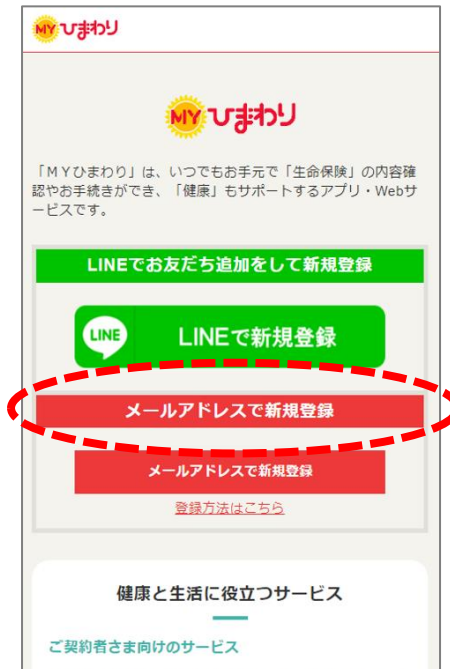 MYひまわり
MYひまわり
「MYひまわり」は、いつでもお手元で「生命保険」の内容確
認やお手続きができ、「健康」もサポートするアプリ・Webサ
ービスです。
LINEでお友だち追加をして新規登録
LINE LINEで新規登録
メールアドレスで新規登録
メールアドレスで新規登録
登録方法はこちら
健康と生活に役立つサービス
ご契約者さま向けのサービス